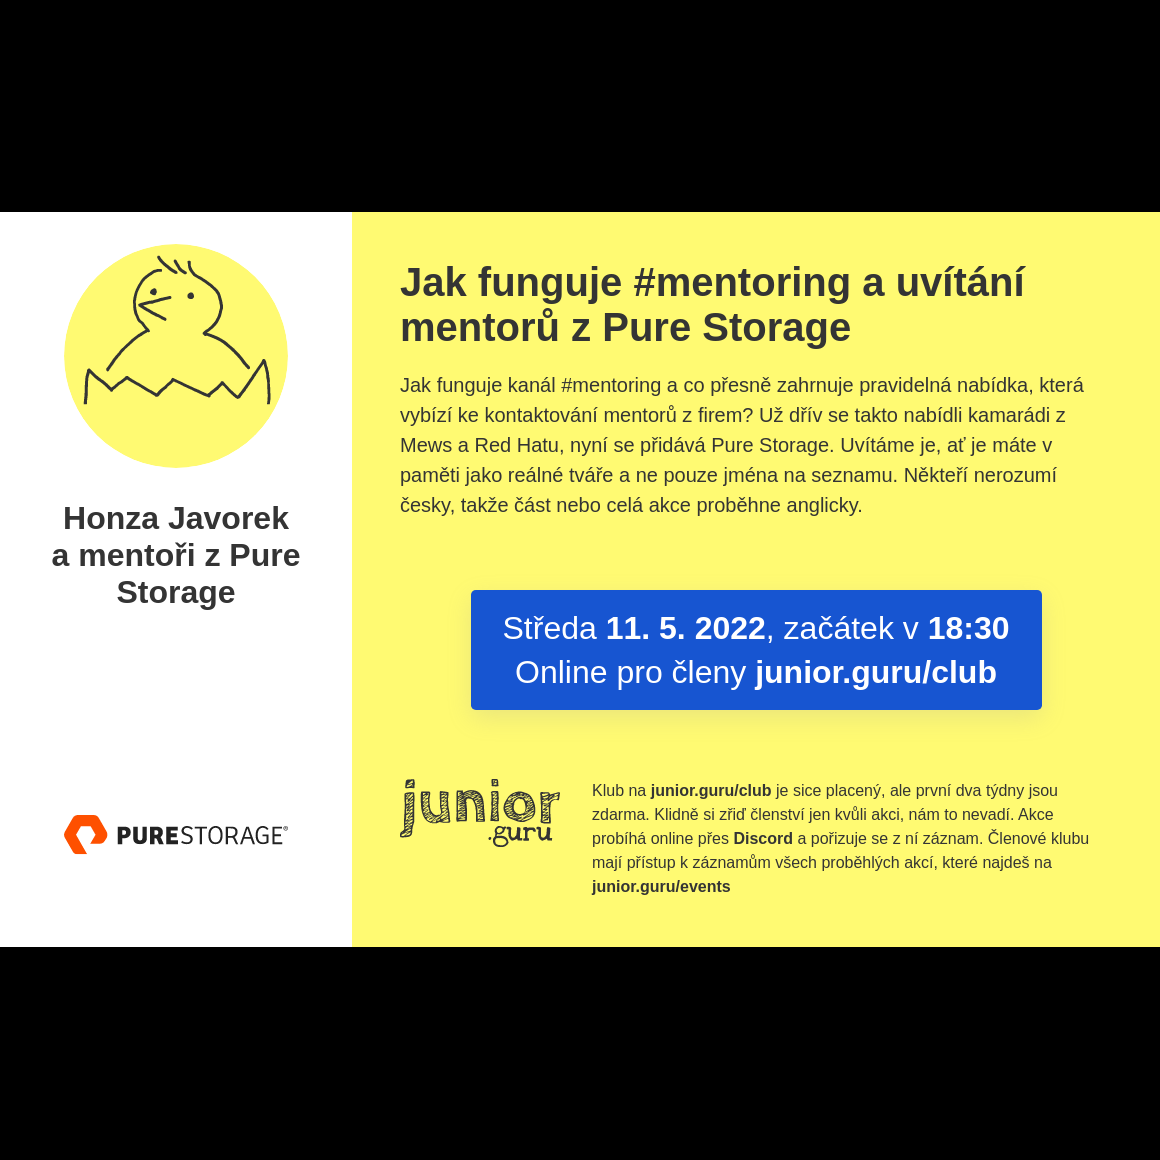 Honza Javorek
a mentoři z Pure
Storage
PURESTORAGE®
Jak funguje #mentoring a uvítání
mentorů z Pure Storage
Jak funguje kanál #mentoring a co přesně zahrnuje pravidelná nabídka, která
vybízí ke kontaktování mentorů z firem? Už dřív se takto nabídli kamarádi z
Mews a Red Hatu, nyní se přidává Pure Storage. Uvítáme je, ať je máte v
paměti jako reálné tváře a ne pouze jména na seznamu. Někteří nerozumí
česky, takže část nebo celá akce proběhne anglicky.
Středa 11. 5. 2022, začátek v 18:30
Online pro členy junior.guru/club
junior
.guru
Klub na junior.guru/club je sice placený, ale první dva týdny jsou
zdarma. Klidně si zřiď členství jen kvůli akci, nám to nevadí. Akce
probíhá online přes Discord a pořizuje se z ní záznam. Členové klubu
mají přístup k záznamům všech proběhlých akcí, které najdeš na
junior.guru/events